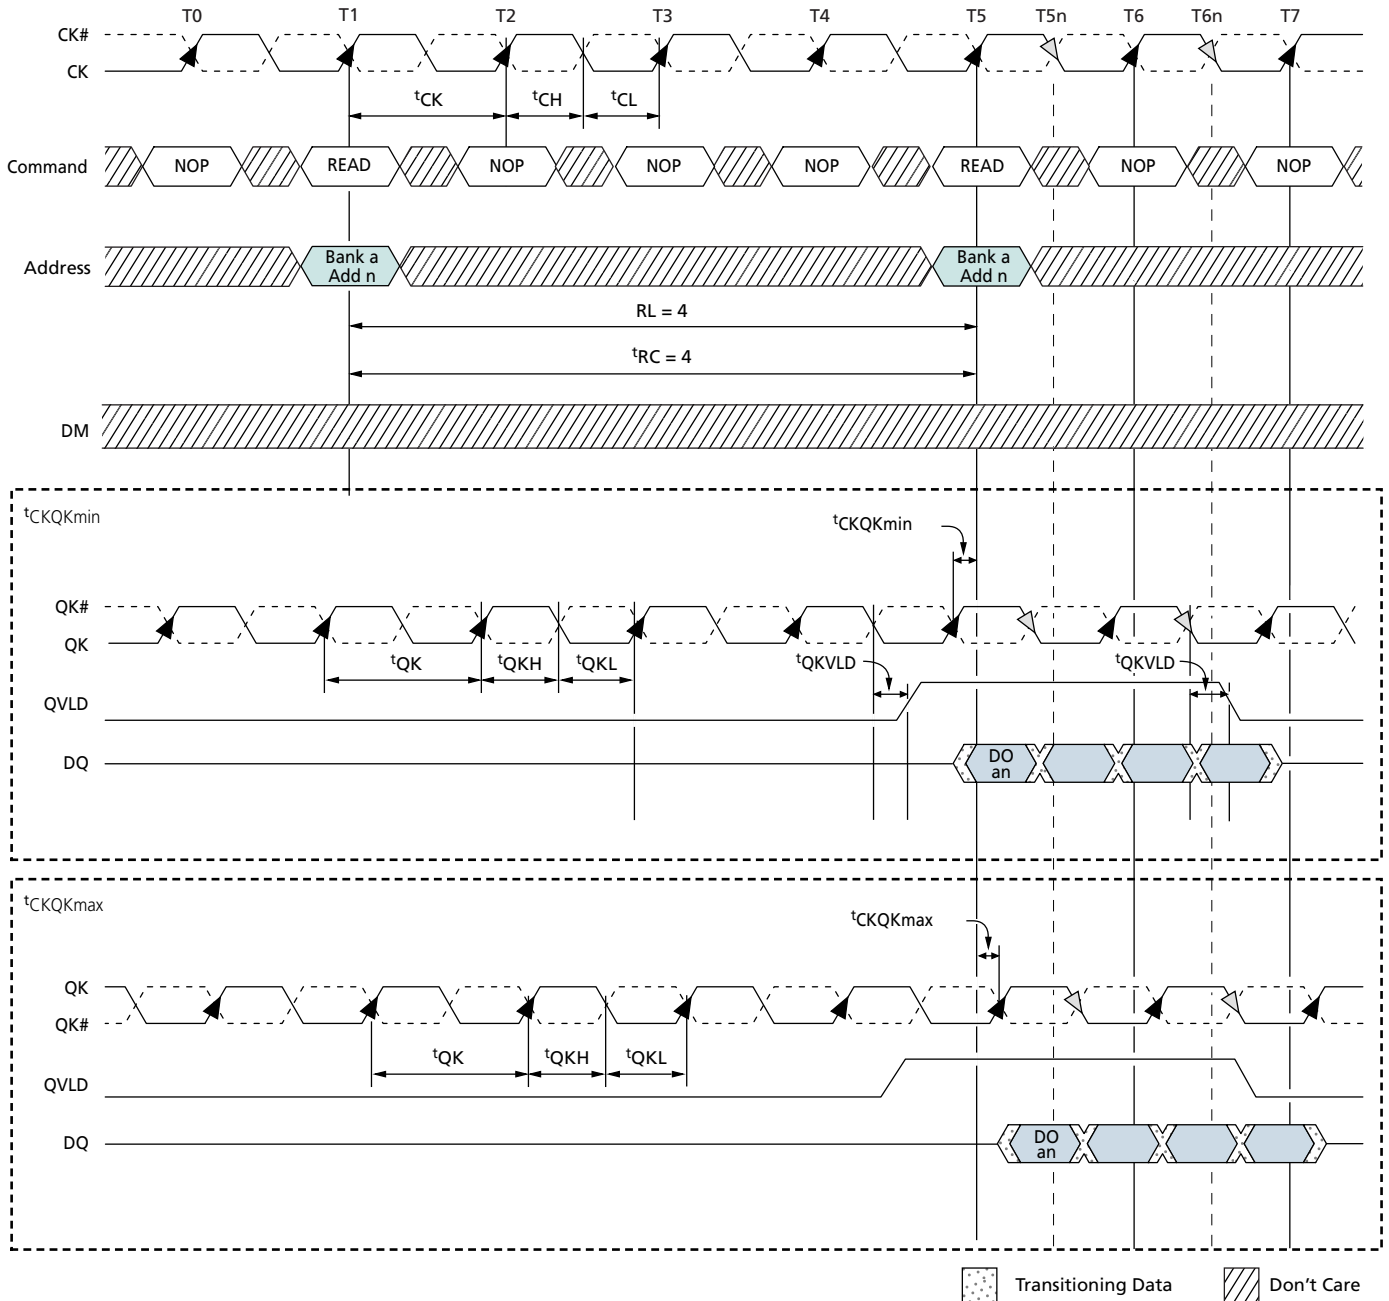 T0 T1 T2 T3 T4 T5 T5n T6 T6n T7
CK#
CK
tCK tCH tCL
Command NOP READ NOP NOP NOP READ NOP NOP
Address Bank a Add n Bank a Add n
RL = 4
tRC = 4
DM
tCKQKmin
tCKQKmin
QK#
QK
tQK tQKH tQKL tQKVLD tQKVLD
QVLD
DQ DO an
tCKQKmax
tCKQKmax
QK
QK#
tQK tQKH tQKL
QVLD
DQ DO an
Transitioning Data Don't Care